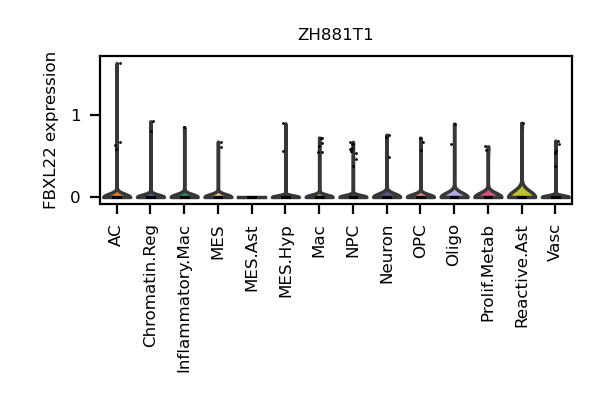 ZH881T1
FBXL22 expression
1
0
AC
Chromatin.Reg
Inflammatory.Mac
MES
MES.Ast
MES.Hyp
Mac
NPC
Neuron
OPC
Oligo
Prolif.Metab
Reactive.Ast
Vasc